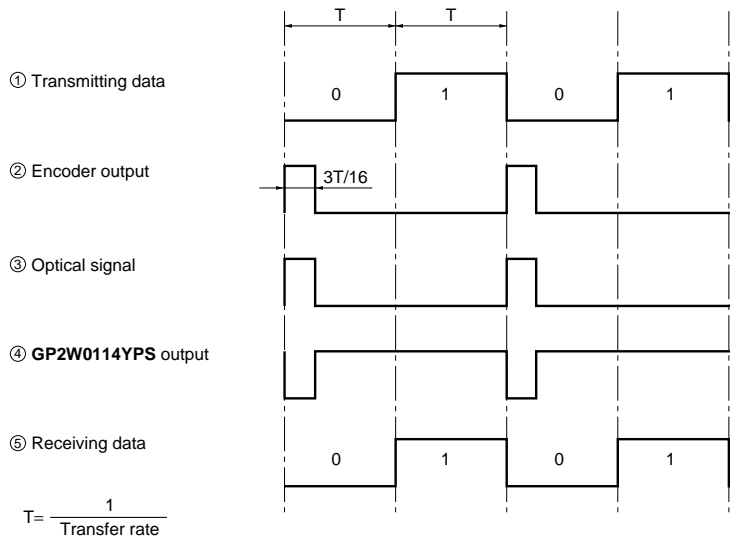 T T
① Transmitting data
0 1 0 1
② Encoder output
3T/16
③ Optical signal
④ GP2W0114YPS output
⑤ Receiving data
0 1 0 1
T= 1
Transfer rate